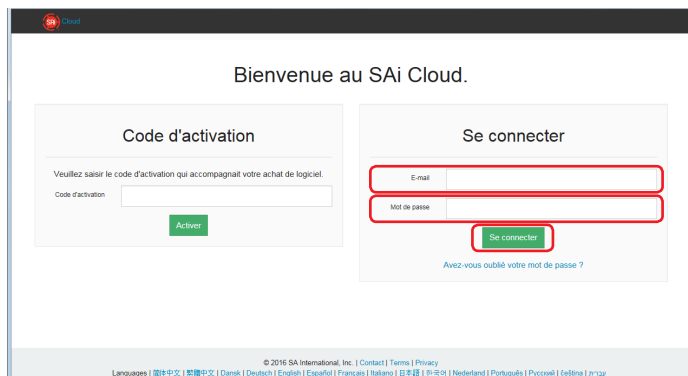 SAi Cloud
Bienvenue au SAi Cloud.
Code d'activation
Veuillez saisir le code d'activation qui accompagnait votre achat de logiciel.
Code d'activation
Activer
Se connecter
E-mail
Mot de passe
Se connecter
Avez-vous oublié votre mot de passe ?
© 2016 SA International, Inc. | Contact | Terms | Privacy
Languages | 简体中文 | 繁體中文 | Dansk | Deutsch | English | Español | Français | Italiano | 日本語 | 한국어 | Nederland | Português | Русский | čeština | עברית